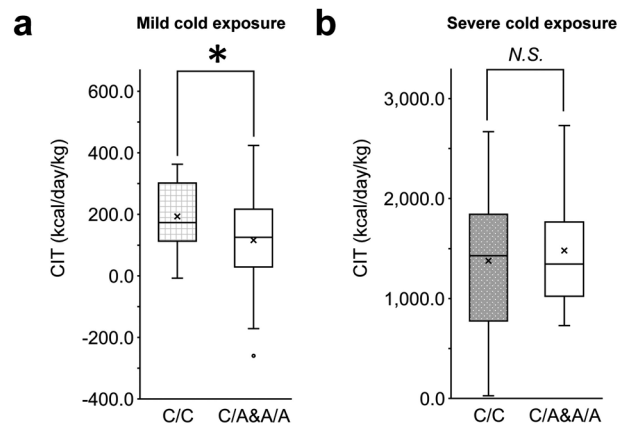 a
Mild cold exposure
*
CIT (kcal/day/kg)
600.0
400.0
200.0
0.0
-200.0
-400.0
C/C
C/A&A/A
b
Severe cold exposure
N.S.
CIT (kcal/day/kg)
3,000.0
2,000.0
1,000.0
0.0
C/C
C/A&A/A